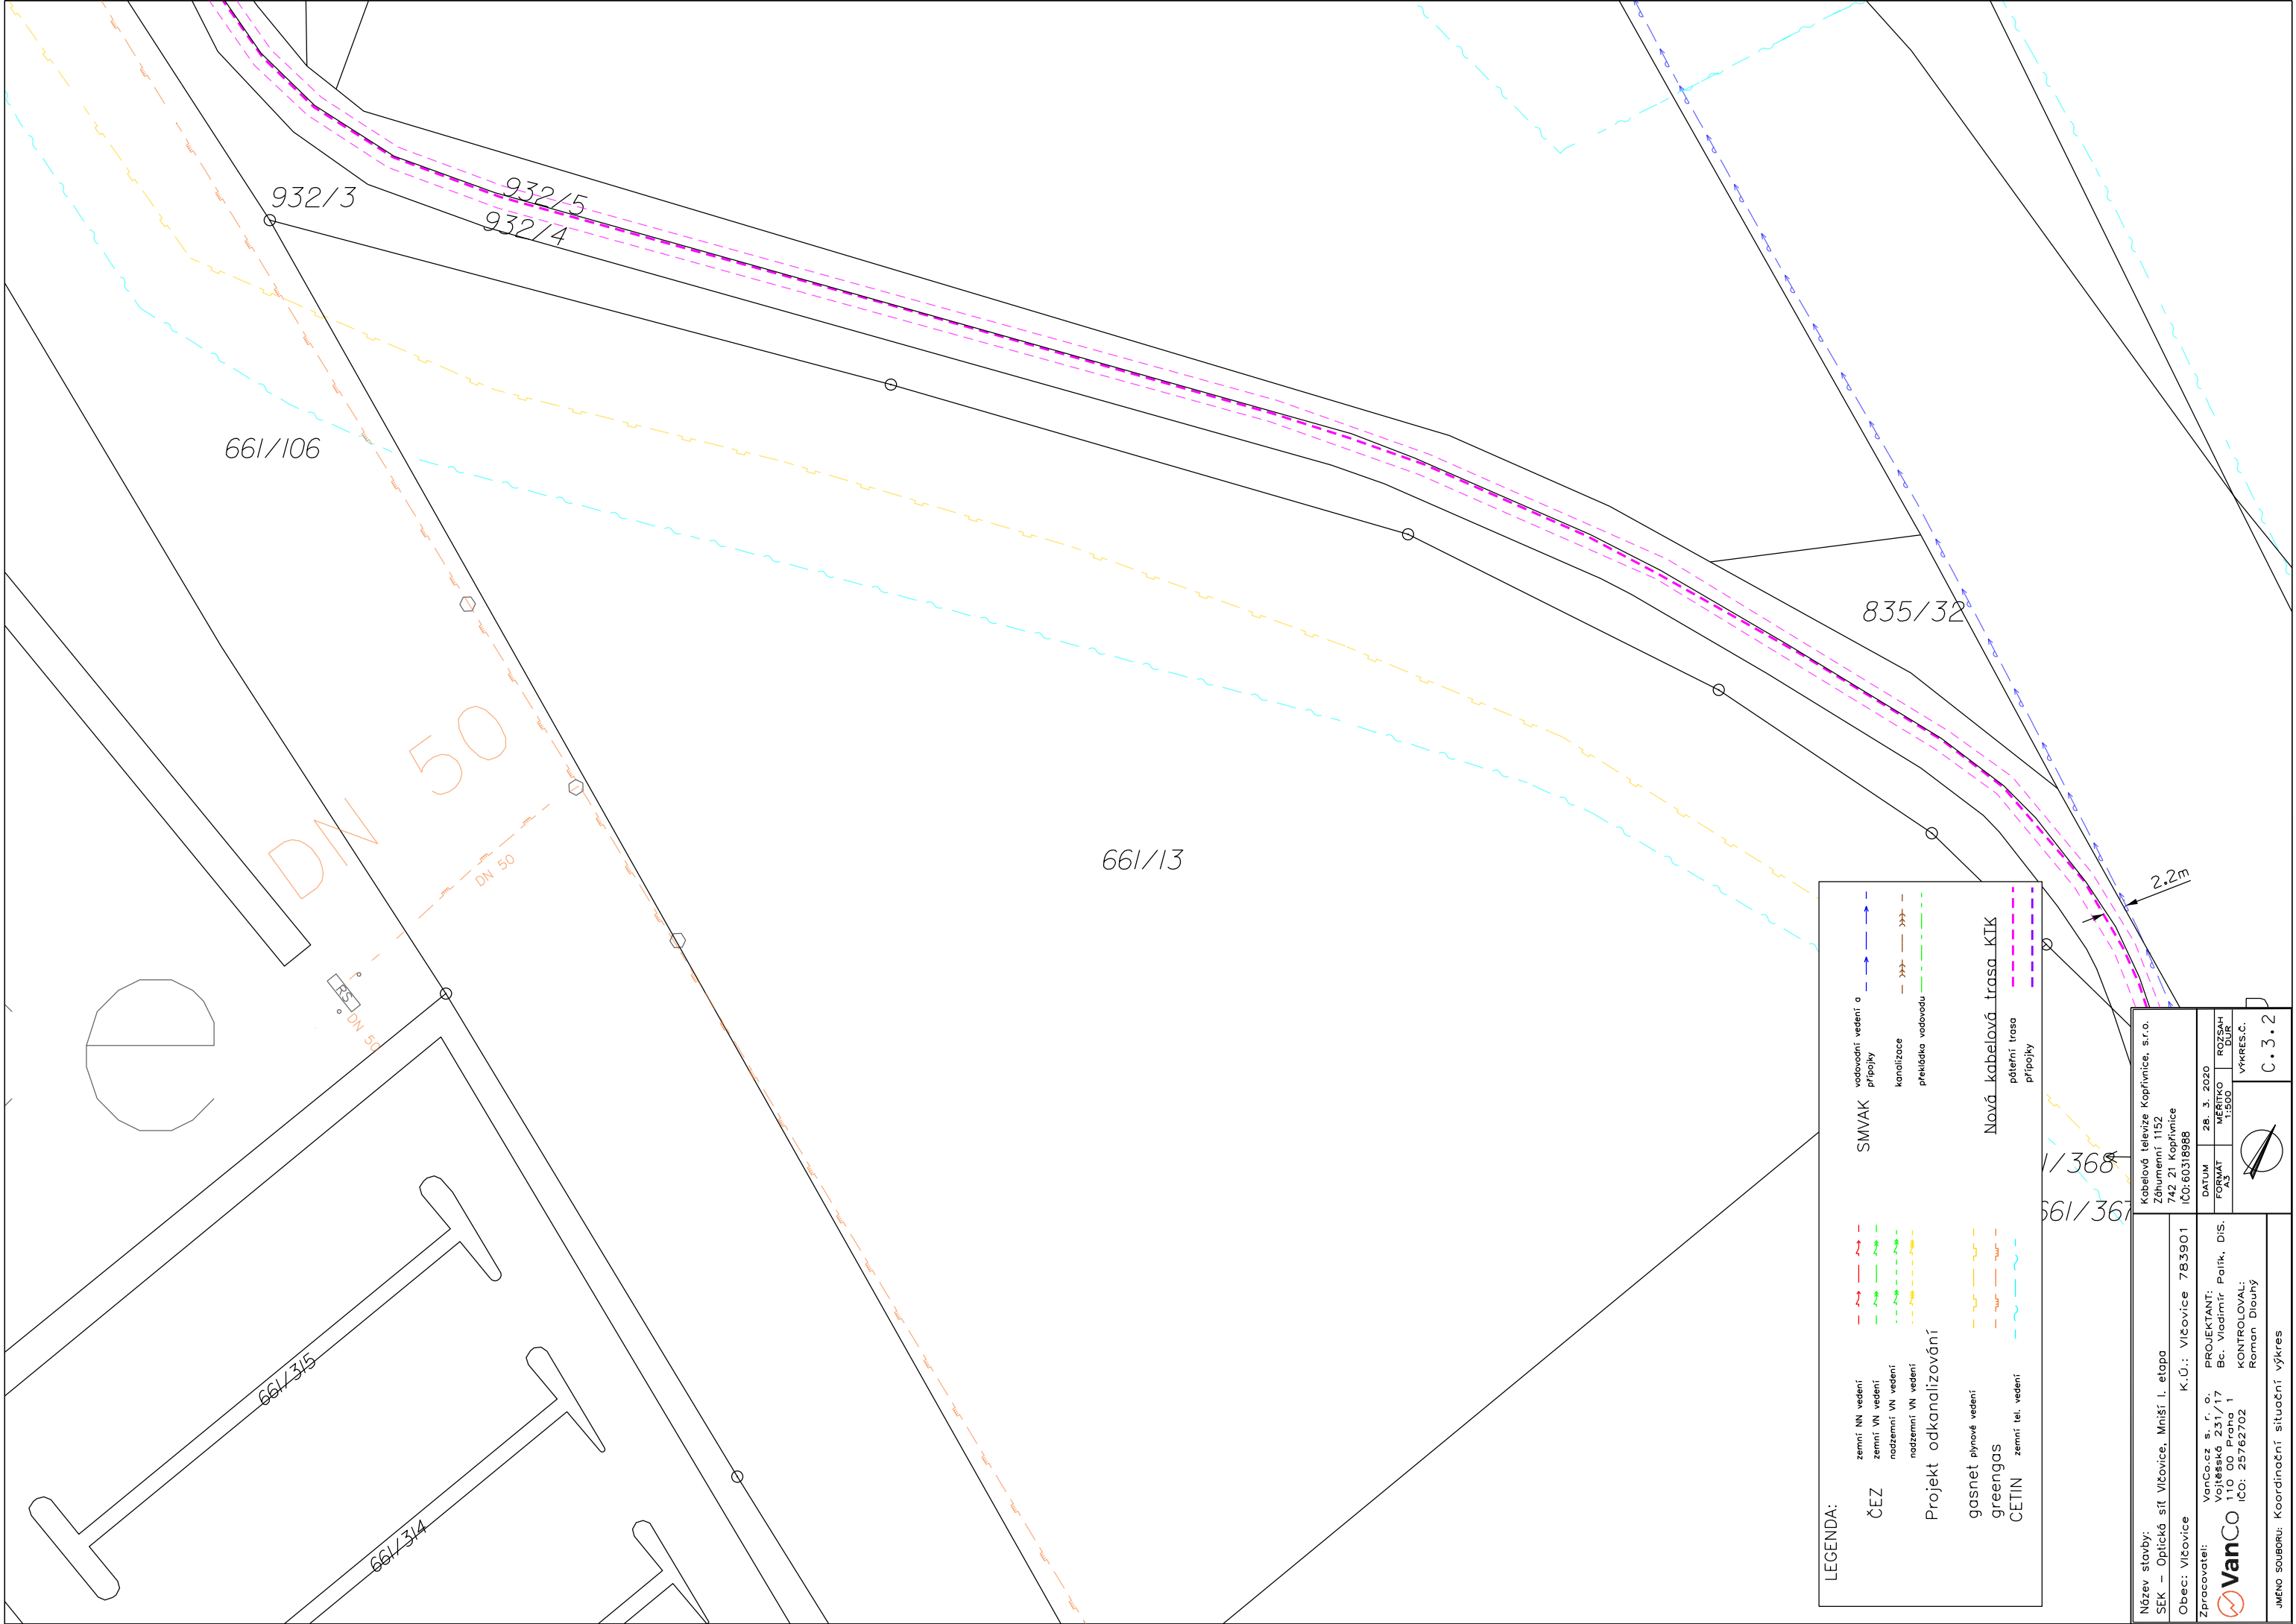 932/3
932/5
932/4
661/106
835/32
661/13
DN 50
DN 50
RS
DN 50
2.2m
661/315
661/314
1/368
661/367
LEGENDA:
ČEZ
zemní NN vedení
zemní VN vedení
nadzemní VN vedení
nadzemní VN vedení
Projekt odkanalizování
gasnet plynové vedení
greengas
CETIN zemní tel. vedení
SMVAK
vodovodní vedení a
přípojky
kanalizace
překládka vodovodu
Nová kabelová trasa KTK
páteřní trasa
přípojky
Název stavby:
SEK - Optická síť Vlčovice, Mniší I. etapa
Obec: Vlčovice K.Ú.: Vlčovice 783901
Zpracovatel:
VanCo
VanCo.cz s. r. o.
Vojtěšská 231/17
110 00 Praha 1
IČO: 25762702
PROJEKTANT:
Bc. Vladimír Palík, DiS.
KONTROLOVAL:
Roman Dlouhý
JMÉNO SOUBORU: Koordinační situační výkres
Kabelová televize Kopřivnice, s.r.o.
Záhumenní 1152
742 21 Kopřivnice
IČO:60318988
DATUM 28. 3. 2020
FORMÁT
A3
MĚŘÍTKO
1:500
ROZSAH
DUR
VÝKRES.Č.
C.3.2